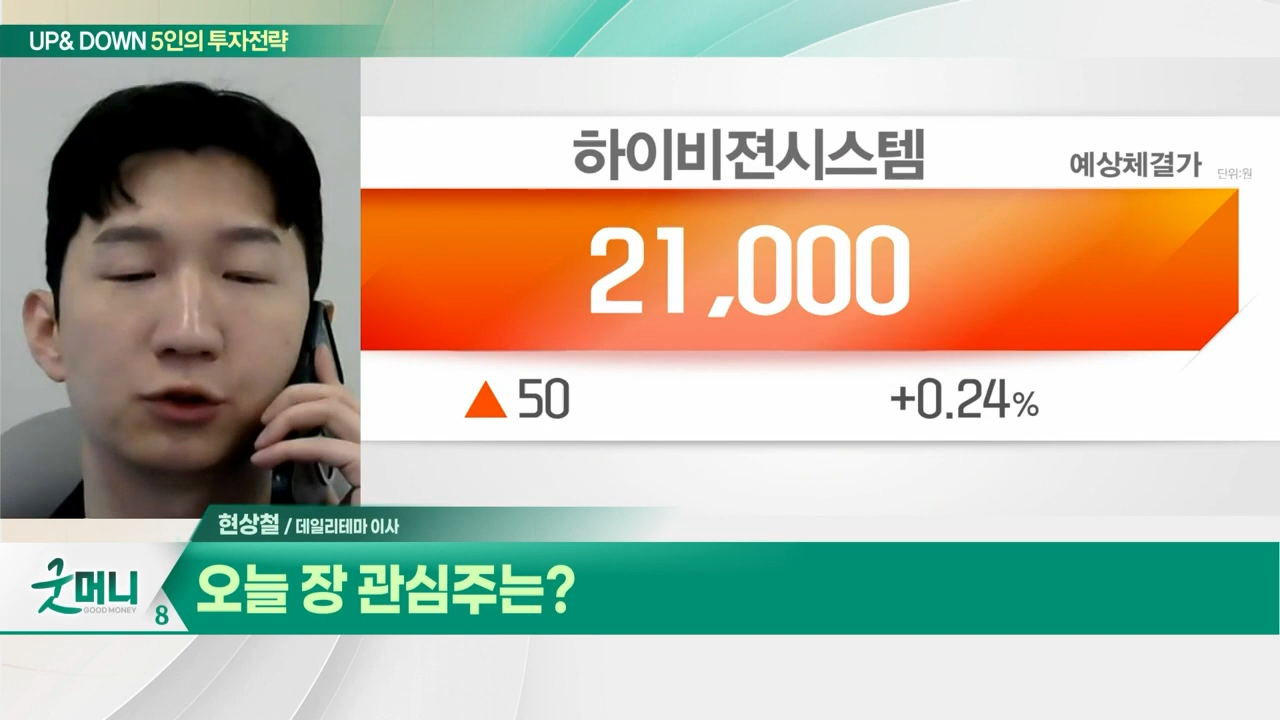 UP& DOWN 5인의 투자전략
하이비젼시스템
예상체결가
단위:원
21,000
▲ 50
+0.24%
현상철 / 데일리테마 이사
굿머니
GOOD MONEY
8
오늘 장 관심주는?